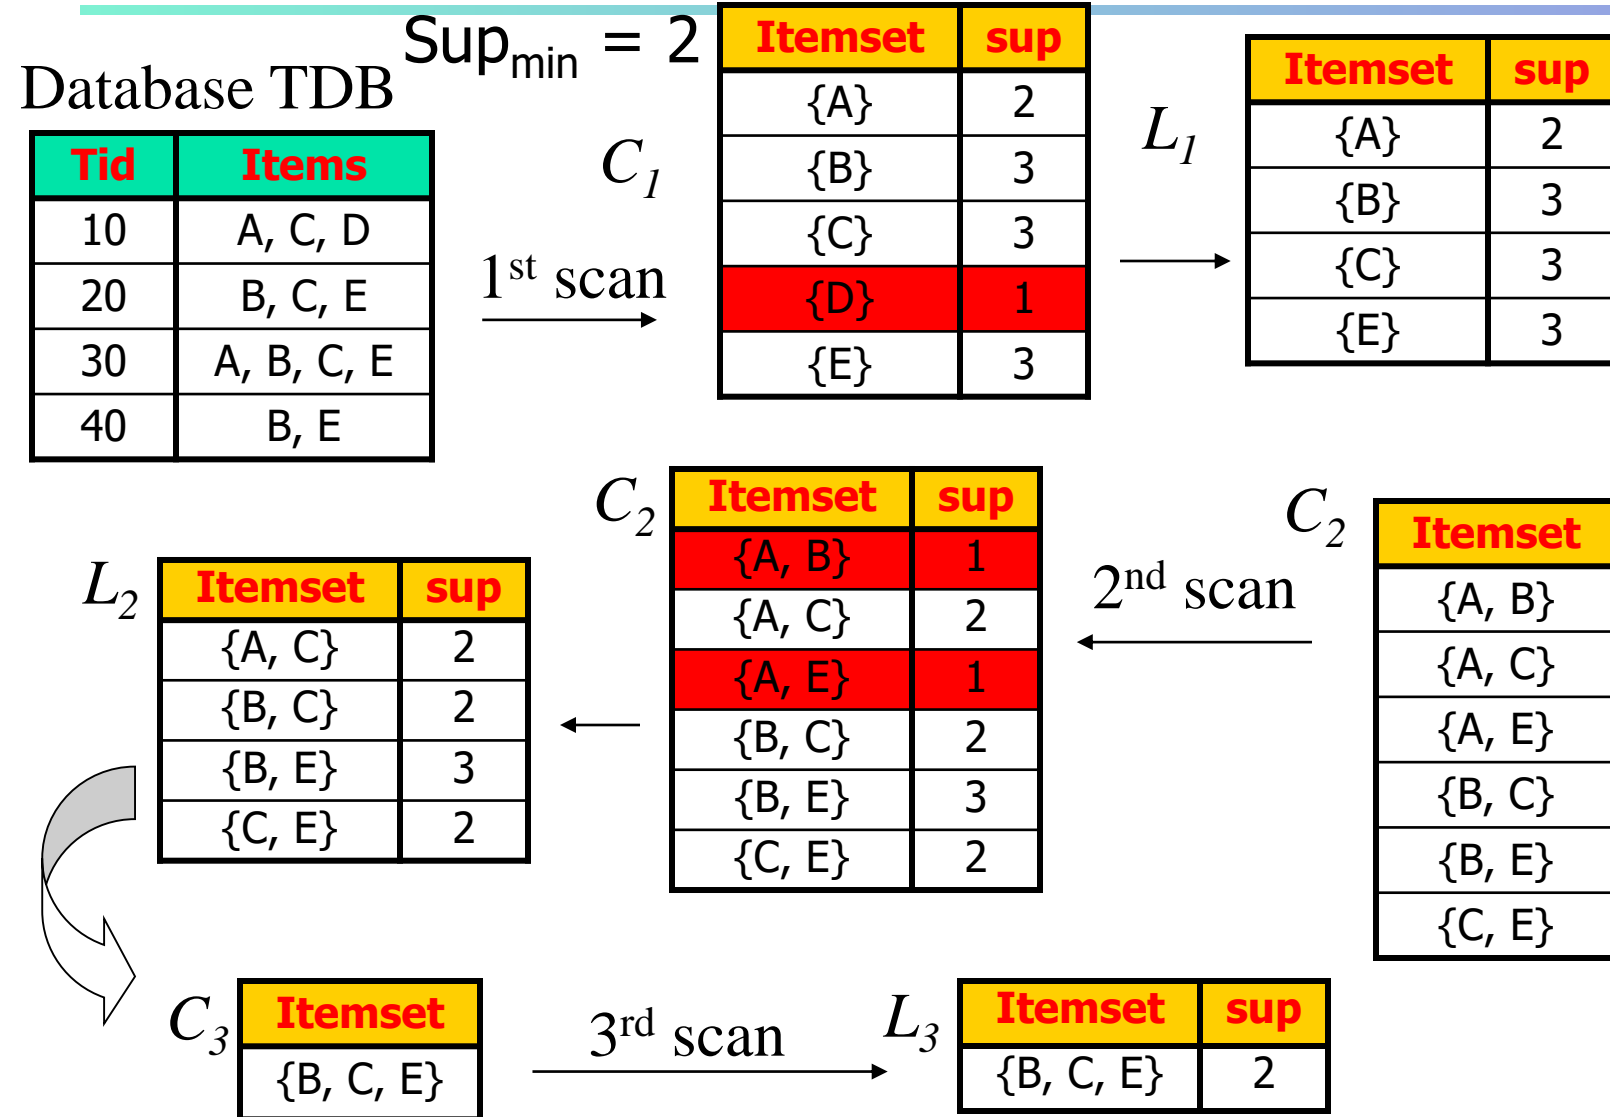 Sup_min = 2
Database TDB
Tid Items
10 A, C, D
20 B, C, E
30 A, B, C, E
40 B, E
1st scan
C1
Itemset sup
{A} 2
{B} 3
{C} 3
{D} 1
{E} 3
L1
Itemset sup
{A} 2
{B} 3
{C} 3
{E} 3
C2
Itemset
{A, B}
{A, C}
{A, E}
{B, C}
{B, E}
{C, E}
2nd scan
C2
Itemset sup
{A, B} 1
{A, C} 2
{A, E} 1
{B, C} 2
{B, E} 3
{C, E} 2
L2
Itemset sup
{A, C} 2
{B, C} 2
{B, E} 3
{C, E} 2
C3
Itemset
{B, C, E}
3rd scan
L3
Itemset sup
{B, C, E} 2